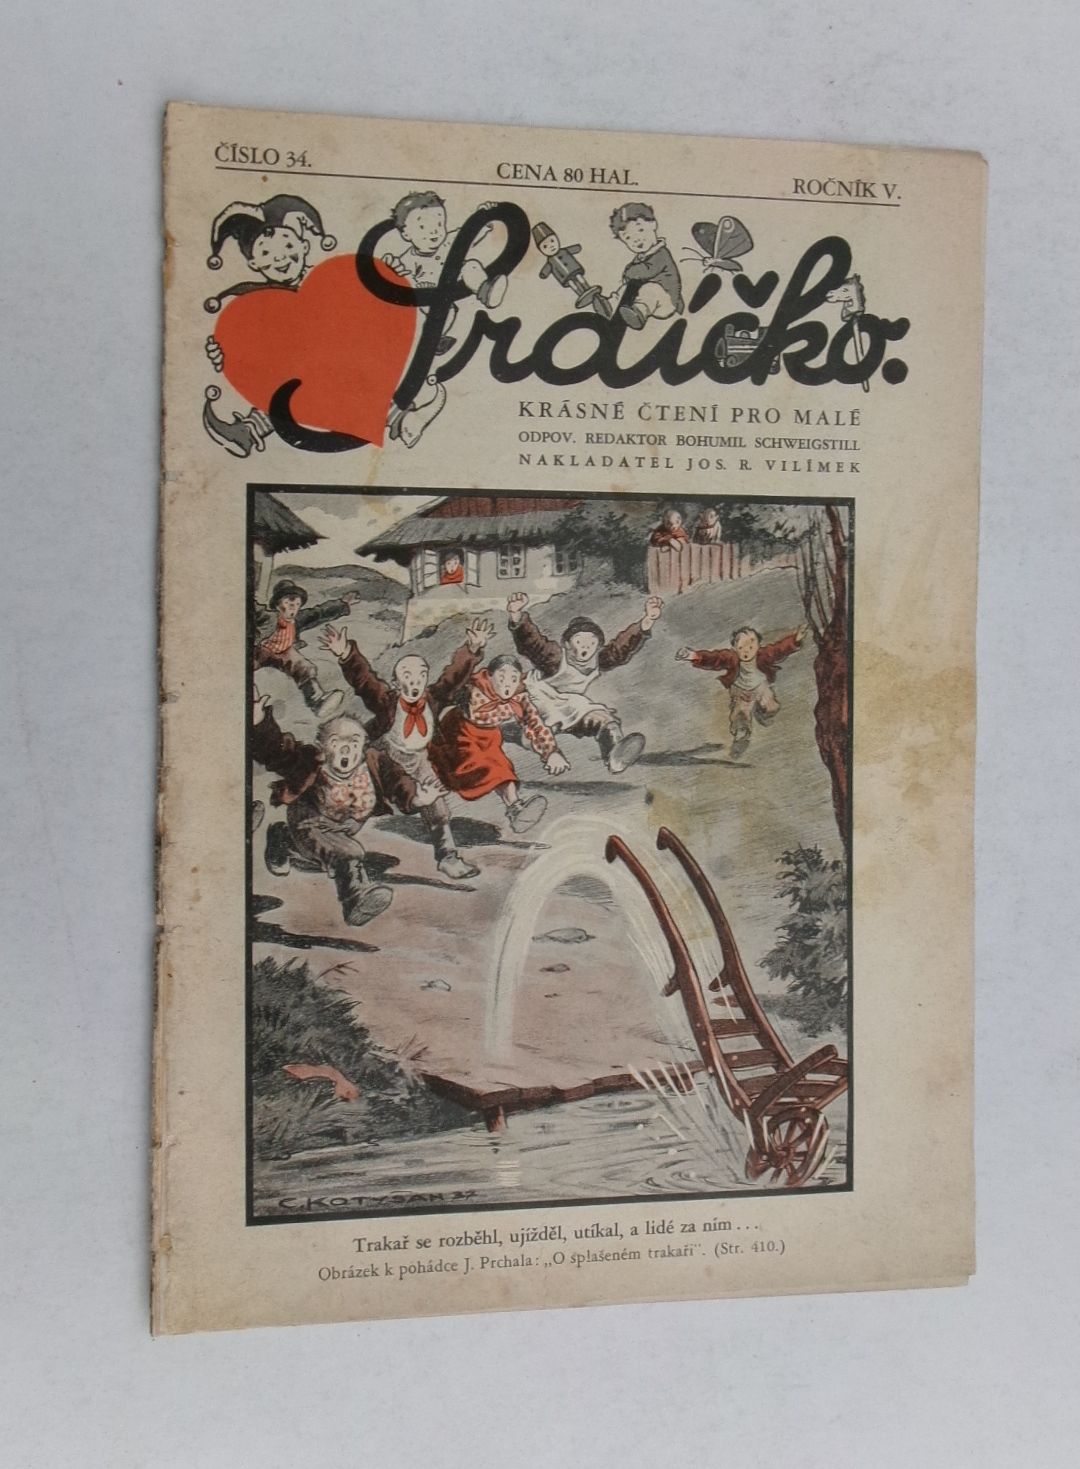 ČÍSLO 34.
CENA 80 HAL.
ROČNÍK V.
Srdíčko.
KRÁSNÉ ČTENÍ PRO MALÉ
ODPOV. REDAKTOR BOHUMIL SCHWEIGSTILL
NAKLADATEL JOS. R. VILÍMEK
C. KOTYSAN 37
Trakař se rozběhl, ujížděl, utíkal, a lidé za ním...
Obrázek k pohádce J. Prchala: „O splašeném trakaři". (Str. 410.)